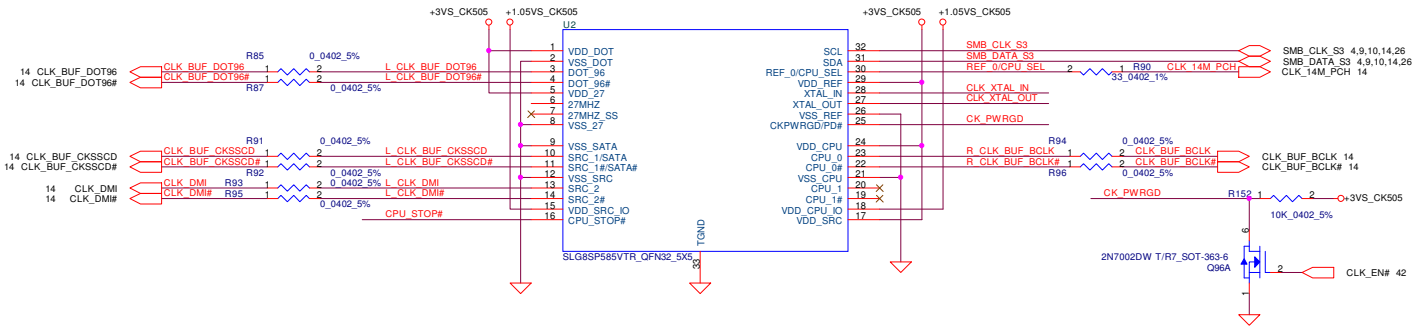 +3VS_CK505 +1.05VS_CK505 +3VS_CK505 +1.05VS_CK505
U2
1 VDD_DOT SCL 32 SMB_CLK_S3 SMB_CLK_S3 4,9,10,14,26
2 VSS_DOT SDA 31 SMB_DATA_S3 SMB_DATA_S3 4,9,10,14,26
R85 0_0402_5%
14 CLK_BUF_DOT96 CLK_BUF_DOT96 1 2 L_CLK_BUF_DOT96 3 DOT_96 REF_0/CPU_SEL 30 REF_0/CPU_SEL 2 1 R90 CLK_14M_PCH CLK_14M_PCH 14
33_0402_1%
14 CLK_BUF_DOT96# CLK_BUF_DOT96# 1 2 L_CLK_BUF_DOT96# 4 DOT_96# VDD_REF 29
R87 0_0402_5%
5 VDD_27 XTAL_IN 28 CLK_XTAL_IN
6 27MHZ XTAL_OUT 27 CLK_XTAL_OUT
7 27MHZ_SS VSS_REF 26
8 VSS_27 CKPWRGD/PD# 25 CK_PWRGD
R91 0_0402_5% R94 0_0402_5%
9 VSS_SATA VDD_CPU 24
14 CLK_BUF_CKSSCD CLK_BUF_CKSSCD 1 2 L_CLK_BUF_CKSSCD 10 SRC_1/SATA CPU_0 23 R_CLK_BUF_BCLK 1 2 CLK_BUF_BCLK CLK_BUF_BCLK 14
14 CLK_BUF_CKSSCD# CLK_BUF_CKSSCD# 1 2 L_CLK_BUF_CKSSCD# 11 SRC_1#/SATA# CPU_0# 22 R_CLK_BUF_BCLK# 1 2 CLK_BUF_BCLK# CLK_BUF_BCLK# 14
R92 0_0402_5% R96 0_0402_5%
12 VSS_SRC VSS_CPU 21
14 CLK_DMI CLK_DMI R93 1 2 0_0402_5% L_CLK_DMI 13 SRC_2 CPU_1 20
14 CLK_DMI# CLK_DMI# R95 1 2 L_CLK_DMI# 14 SRC_2# CPU_1# 19 CK_PWRGD R152 1 2 +3VS_CK505
0_0402_5%
15 VDD_SRC_IO VDD_CPU_IO 18
CPU_STOP# 16 CPU_STOP# VDD_SRC 17 10K_0402_5%
TGND
33
SLG8SP585VTR_QFN32_5X5
6
2N7002DW T/R7_SOT-363-6
Q96A
2 CLK_EN# 42
1